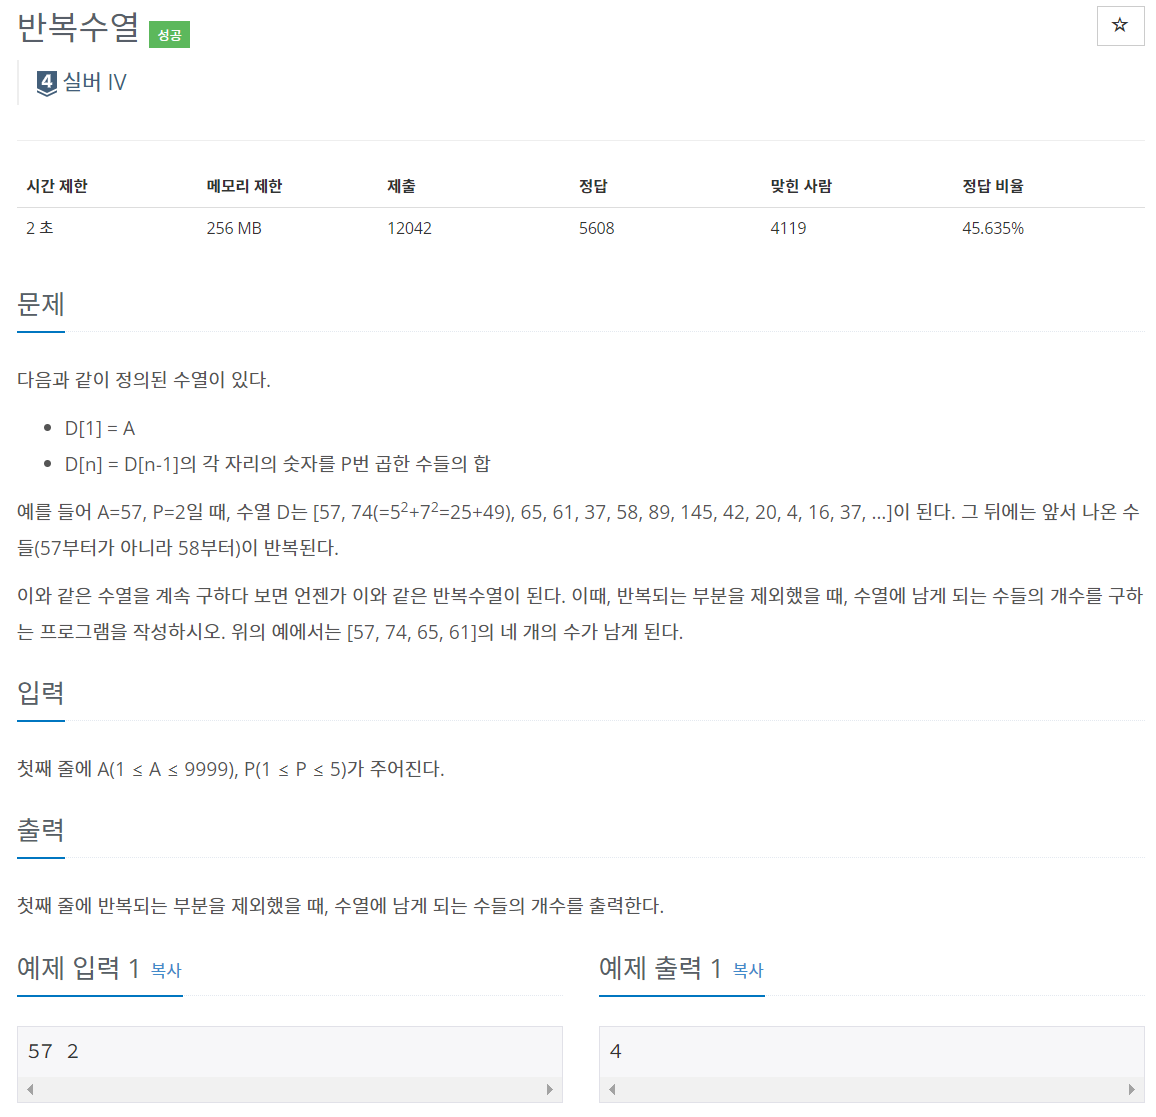 반복수열 성공
☆
4 실버 IV
시간 제한 메모리 제한 제출 정답 맞힌 사람 정답 비율
2 초 256 MB 12042 5608 4119 45.635%
문제
다음과 같이 정의된 수열이 있다.
• D[1] = A
• D[n] = D[n-1]의 각 자리의 숫자를 P번 곱한 수들의 합
예를 들어 A=57, P=2일 때, 수열 D는 [57, 74(=5²+7²=25+49), 65, 61, 37, 58, 89, 145, 42, 20, 4, 16, 37, …]이 된다. 그 뒤에는 앞서 나온 수
들(57부터가 아니라 58부터)이 반복된다.
이와 같은 수열을 계속 구하다 보면 언젠가 이와 같은 반복수열이 된다. 이때, 반복되는 부분을 제외했을 때, 수열에 남게 되는 수들의 개수를 구하
는 프로그램을 작성하시오. 위의 예에서는 [57, 74, 65, 61]의 네 개의 수가 남게 된다.
입력
첫째 줄에 A(1 ≤ A ≤ 9999), P(1 ≤ P ≤ 5)가 주어진다.
출력
첫째 줄에 반복되는 부분을 제외했을 때, 수열에 남게 되는 수들의 개수를 출력한다.
예제 입력 1 복사
57 2
예제 출력 1 복사
4